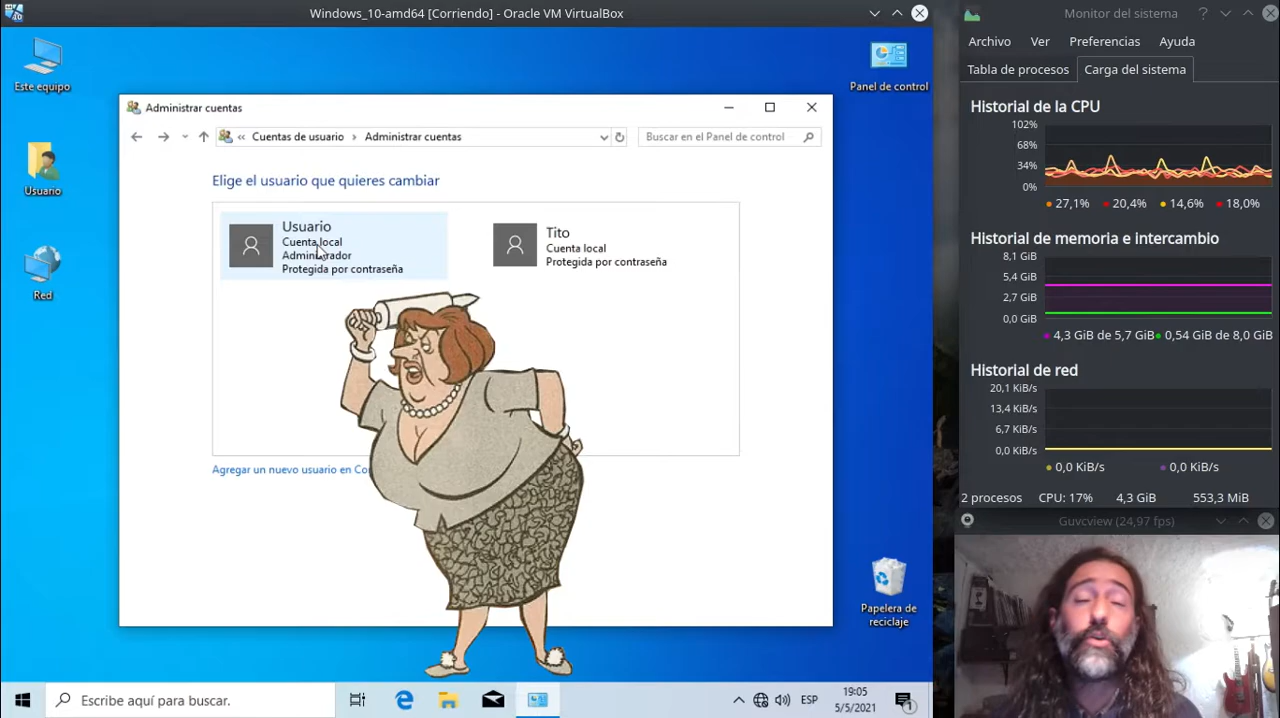 Windows_10-amd64 [Corriendo] - Oracle VM VirtualBox
Este equipo
Usuario
Red
Panel de control
Papelera de
reciclaje
Administrar cuentas
« Cuentas de usuario › Administrar cuentas
Buscar en el Panel de control
Elige el usuario que quieres cambiar
Usuario
Cuenta local
Administrador
Protegida por contraseña
Tito
Cuenta local
Protegida por contraseña
Agregar un nuevo usuario en
Escribe aquí para buscar.
ESP
19:05
5/5/2021
1
Monitor del sistema
Archivo Ver Preferencias Ayuda
Tabla de procesos Carga del sistema
Historial de la CPU
102%
68%
34%
0%
27,1% 20,4% 14,6% 18,0%
Historial de memoria e intercambio
8,1 GiB
5,4 GiB
2,7 GiB
0,0 GiB
4,3 GiB de 5,7 GiB 0,54 GiB de 8,0 GiB
Historial de red
20,1 KiB/s
13,4 KiB/s
6,7 KiB/s
0,0 KiB/s
0,0 KiB/s 0,0 KiB/s
2 procesos CPU: 17% 4,3 GiB 553,3 MiB
Guvcview (24,97 fps)